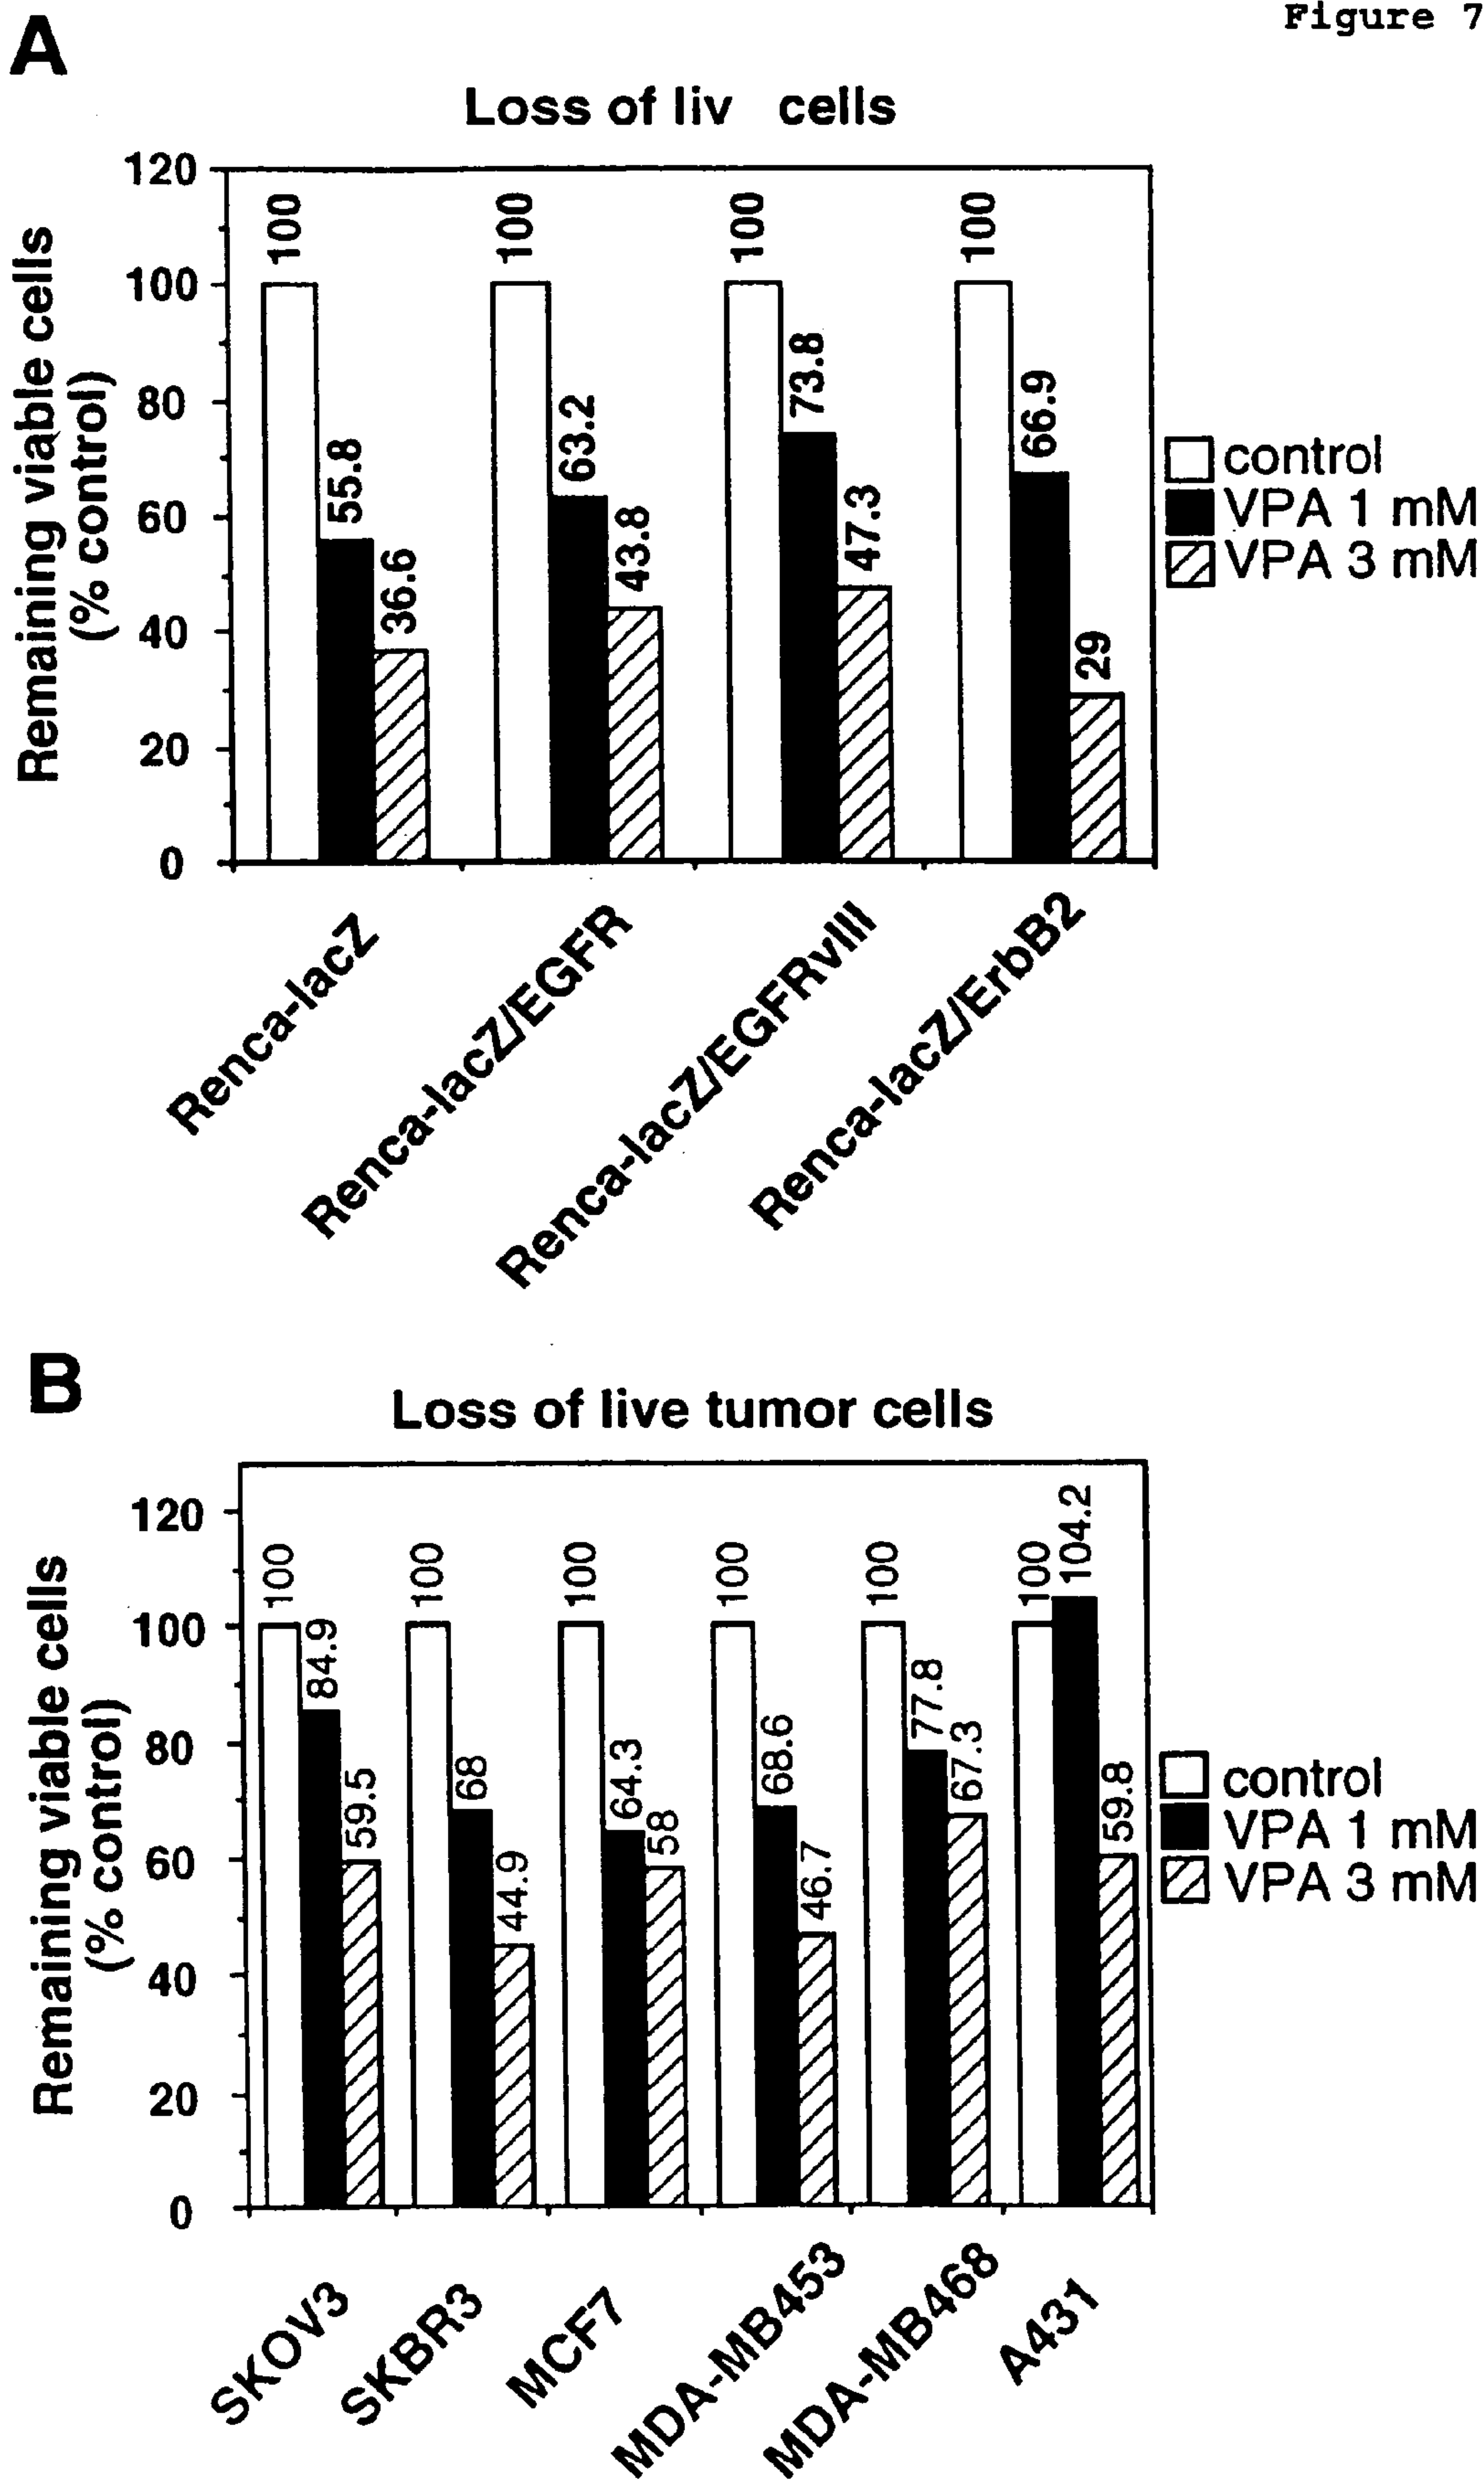 Figure 7
A
Loss of liv cells
Remaining viable cells
(% control)
120
100
80
60
40
20
0
100
55.8
36.6
100
63.2
43.8
100
73.8
47.3
100
66.9
29
control
VPA 1 mM
VPA 3 mM
Renca-lacZ
Renca-lacZ/EGFR
Renca-lacZ/EGFRvIII
Renca-lacZ/ErbB2
B
Loss of live tumor cells
Remaining viable cells
(% control)
120
100
80
60
40
20
0
100
84.9
59.5
100
68
44.9
100
64.3
58
100
68.6
46.7
100
77.8
67.3
100
104.2
59.8
control
VPA 1 mM
VPA 3 mM
SKOV3
SKBR3
MCF7
MDA-MB453
MDA-MB468
A431